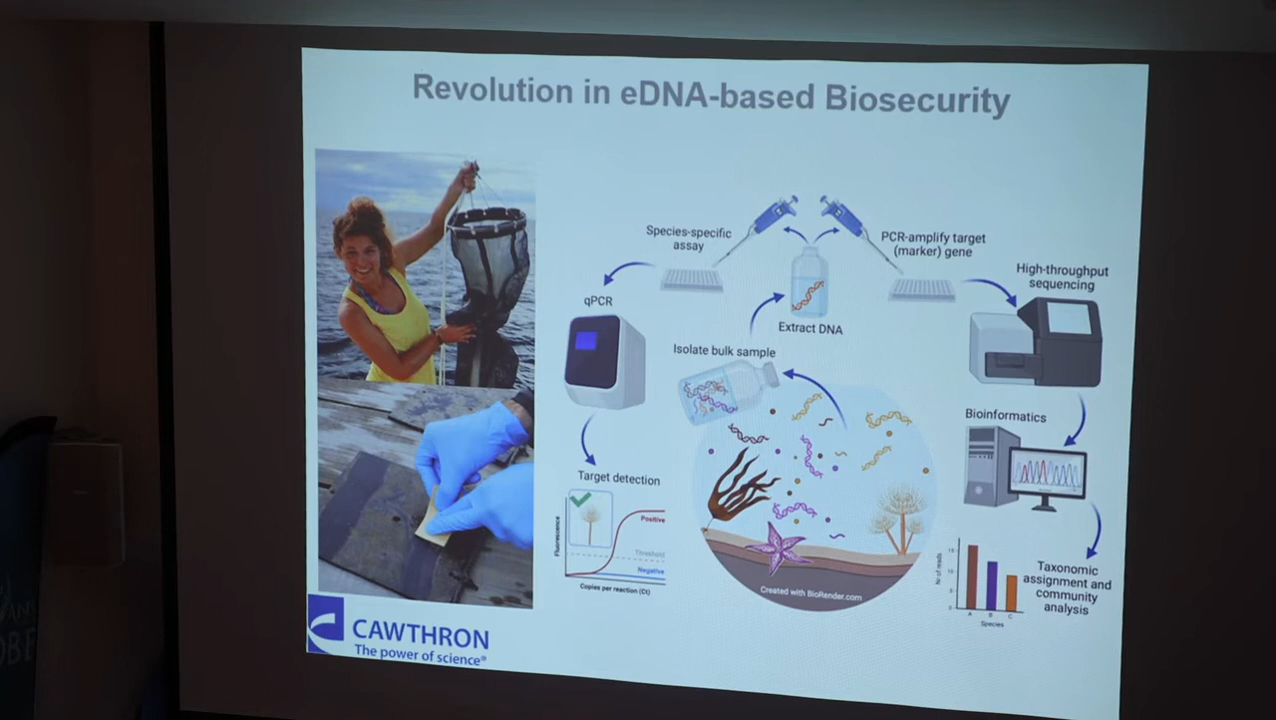 Revolution in eDNA-based Biosecurity
Species-specific
assay
PCR-amplify target
(marker) gene
High-throughput
sequencing
qPCR
Extract DNA
Isolate bulk sample
Bioinformatics
Target detection
Positive
Threshold
Negative
Fluorescence
Copies per reaction (Ct)
Created with BioRender.com
Nr of reads
A B C
Species
Taxonomic
assignment and
community
analysis
CAWTHRON
The power of science®